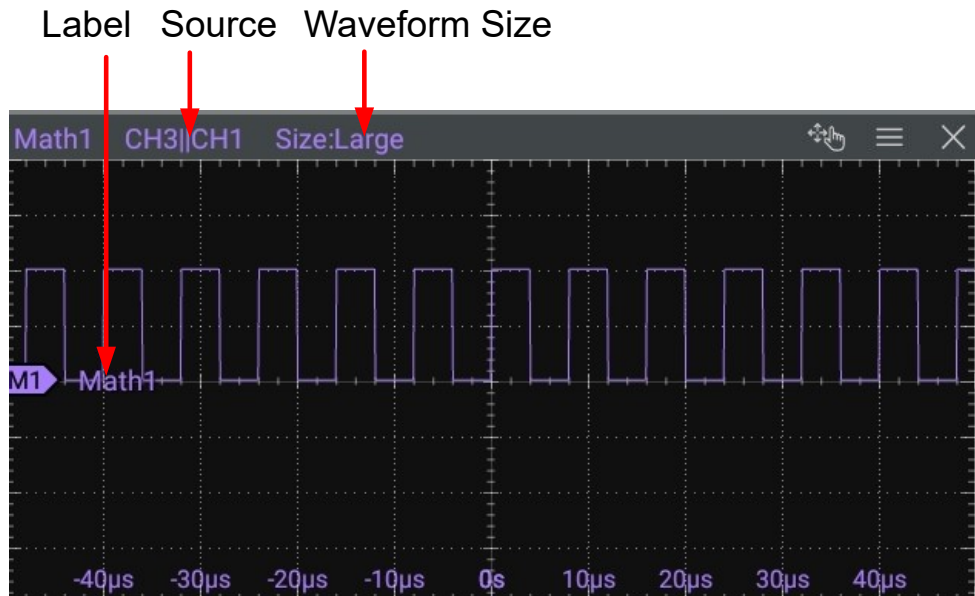 Label Source Waveform Size
Math1 CH3||CH1 Size:Large
M1 Math1
-40μs -30μs -20μs -10μs 0s 10μs 20μs 30μs 40μs